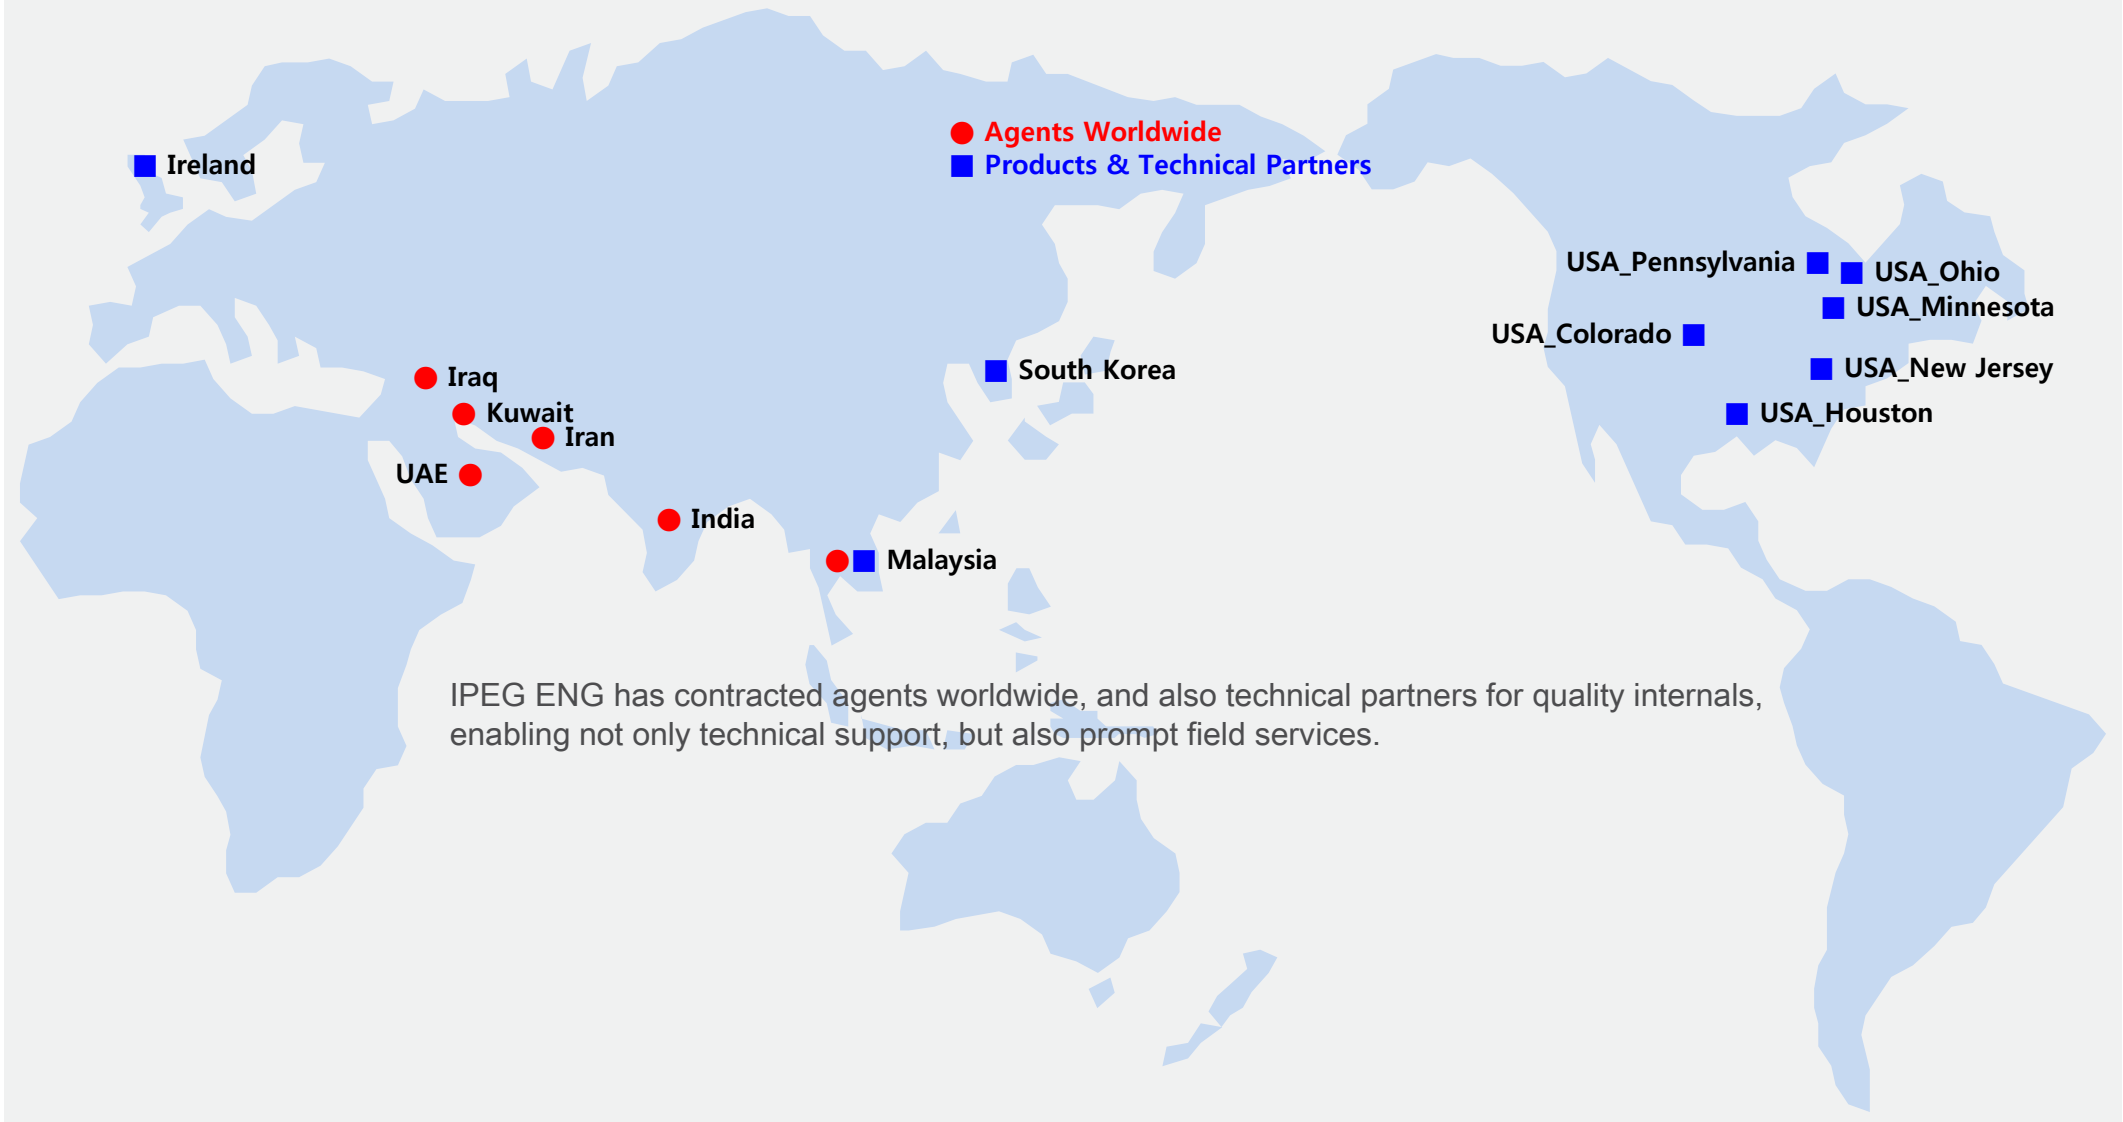 Agents Worldwide
Products & Technical Partners
Ireland
USA_Pennsylvania
USA_Ohio
USA_Minnesota
USA_Colorado
South Korea
USA_New Jersey
Iraq
Kuwait
USA_Houston
Iran
UAE
India
Malaysia
IPEG ENG has contracted agents worldwide, and also technical partners for quality internals,
enabling not only technical support, but also prompt field services.